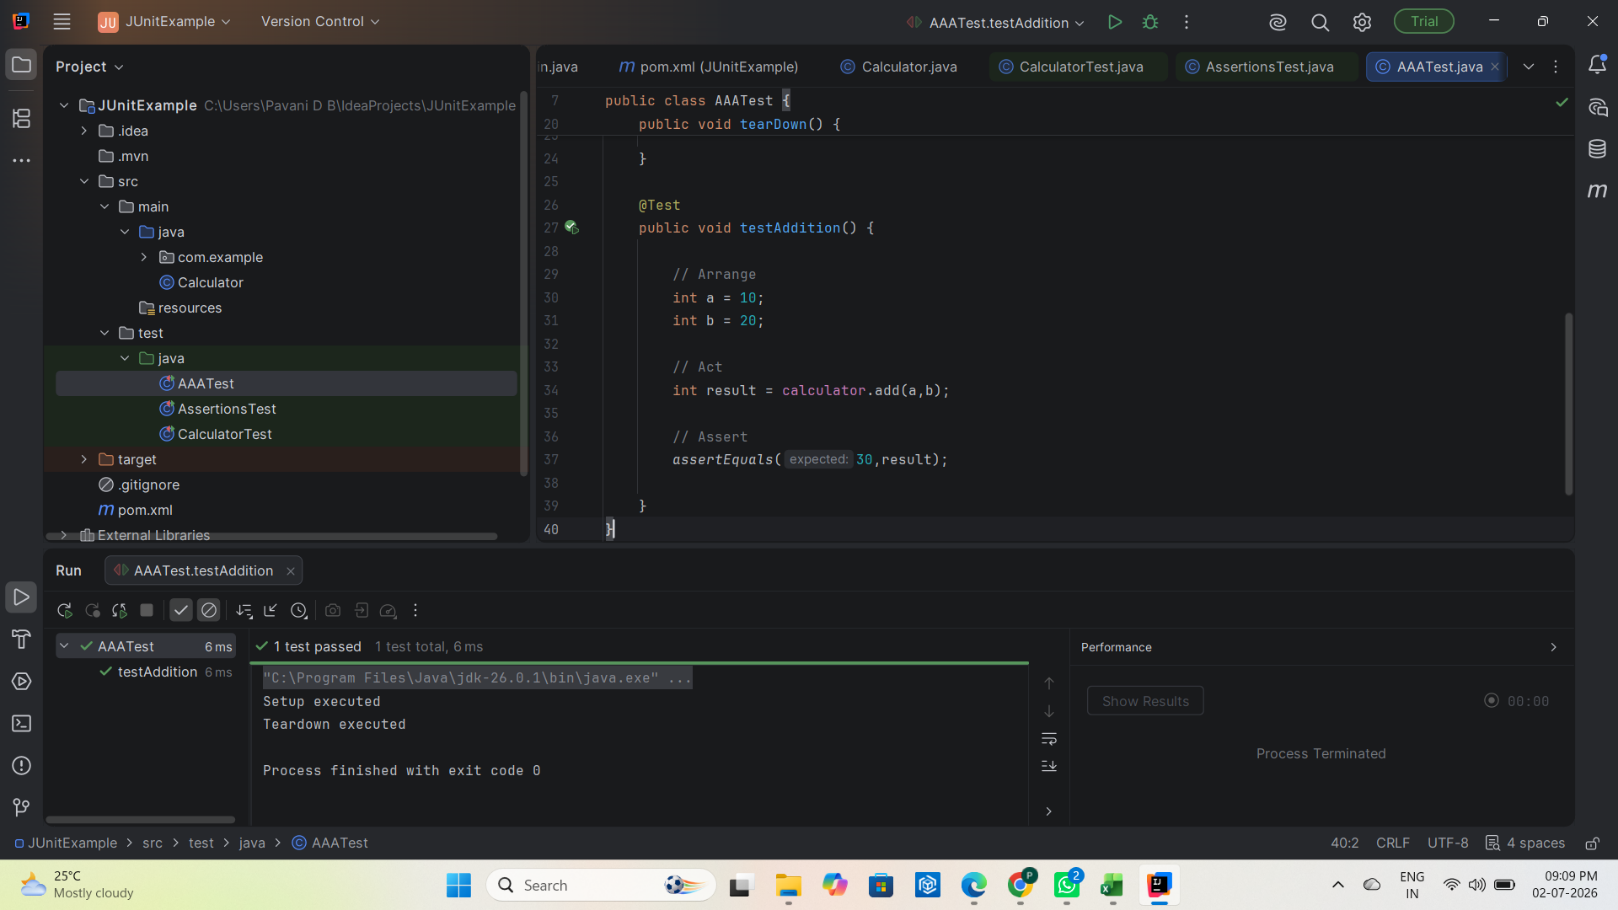 JU JUnitExample Version Control AAATest.testAddition Trial
Project
JUnitExample C:\Users\Pavani D B\IdeaProjects\JUnitExample
.idea
.mvn
src
main
java
com.example
Calculator
resources
test
java
AAATest
AssertionsTest
CalculatorTest
target
.gitignore
pom.xml
External Libraries
in.java pom.xml (JUnitExample) Calculator.java CalculatorTest.java AssertionsTest.java AAATest.java
7 public class AAATest {
20 public void tearDown() {
23
24 }
25
26 @Test
27 public void testAddition() {
28
29 // Arrange
30 int a = 10;
31 int b = 20;
32
33 // Act
34 int result = calculator.add(a,b);
35
36 // Assert
37 assertEquals( expected: 30,result);
38
39 }
40 }
Run AAATest.testAddition
AAATest 6 ms
testAddition 6 ms
1 test passed 1 test total, 6 ms
"C:\Program Files\Java\jdk-26.0.1\bin\java.exe" ...
Setup executed
Teardown executed
Process finished with exit code 0
Performance
Show Results 00:00
Process Terminated
JUnitExample > src > test > java > AAATest 40:2 CRLF UTF-8 4 spaces
25°C
Mostly cloudy
Search
P
2
ENG
IN
09:09 PM
02-07-2026